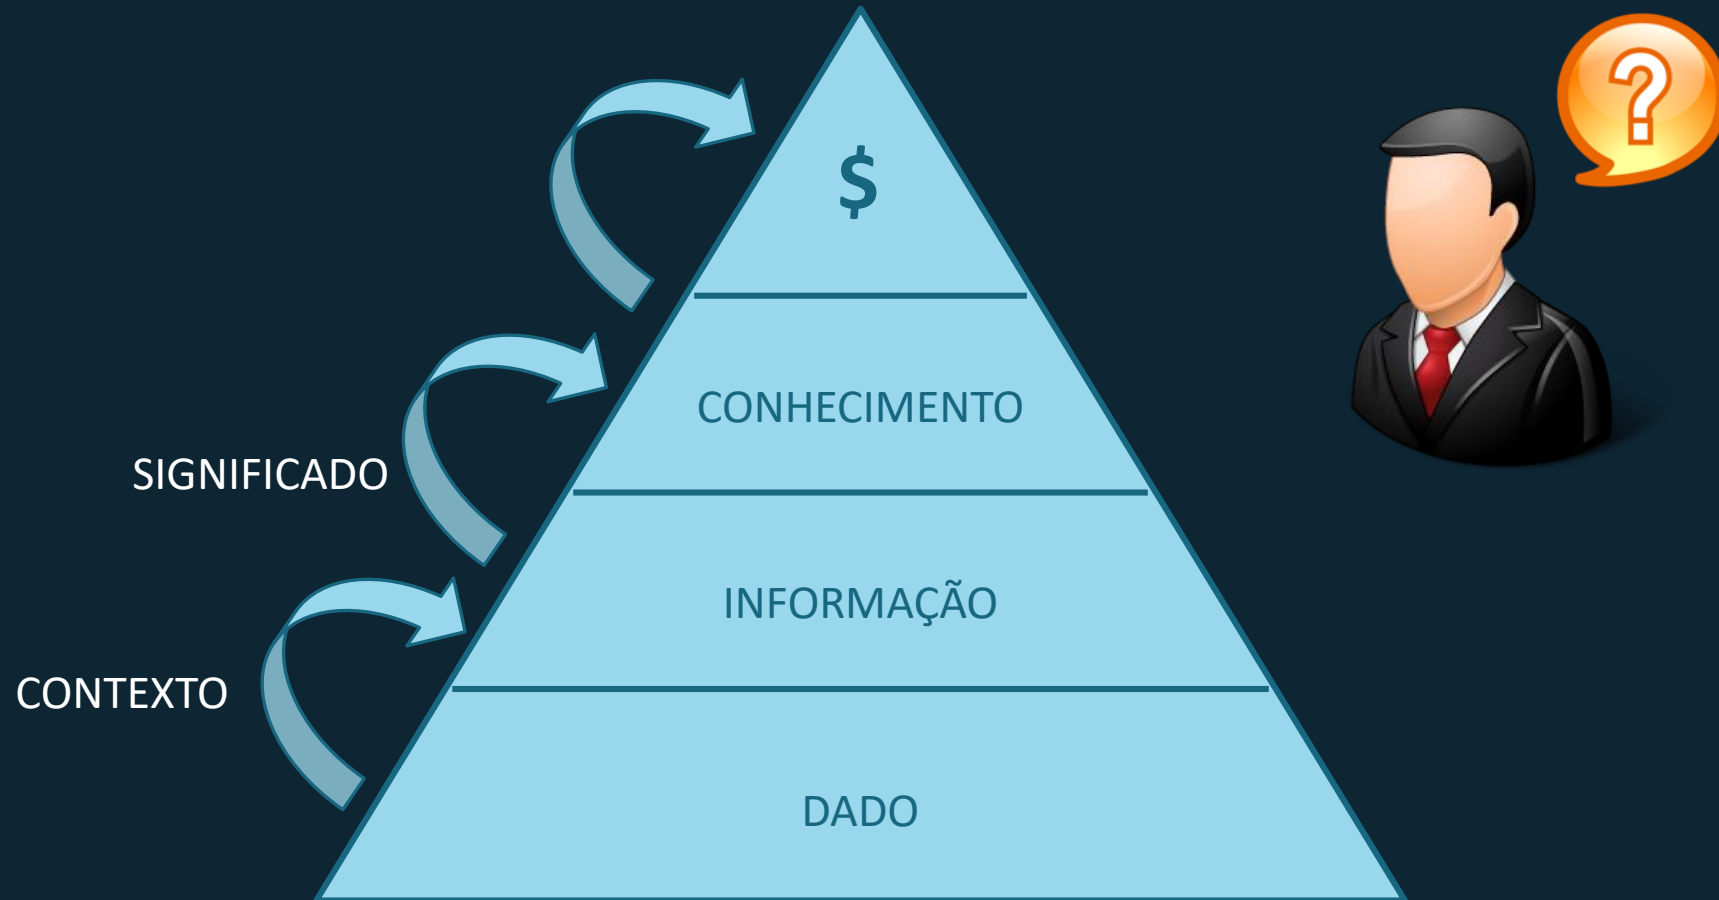 ?
$
CONHECIMENTO
SIGNIFICADO
INFORMAÇÃO
CONTEXTO
DADO